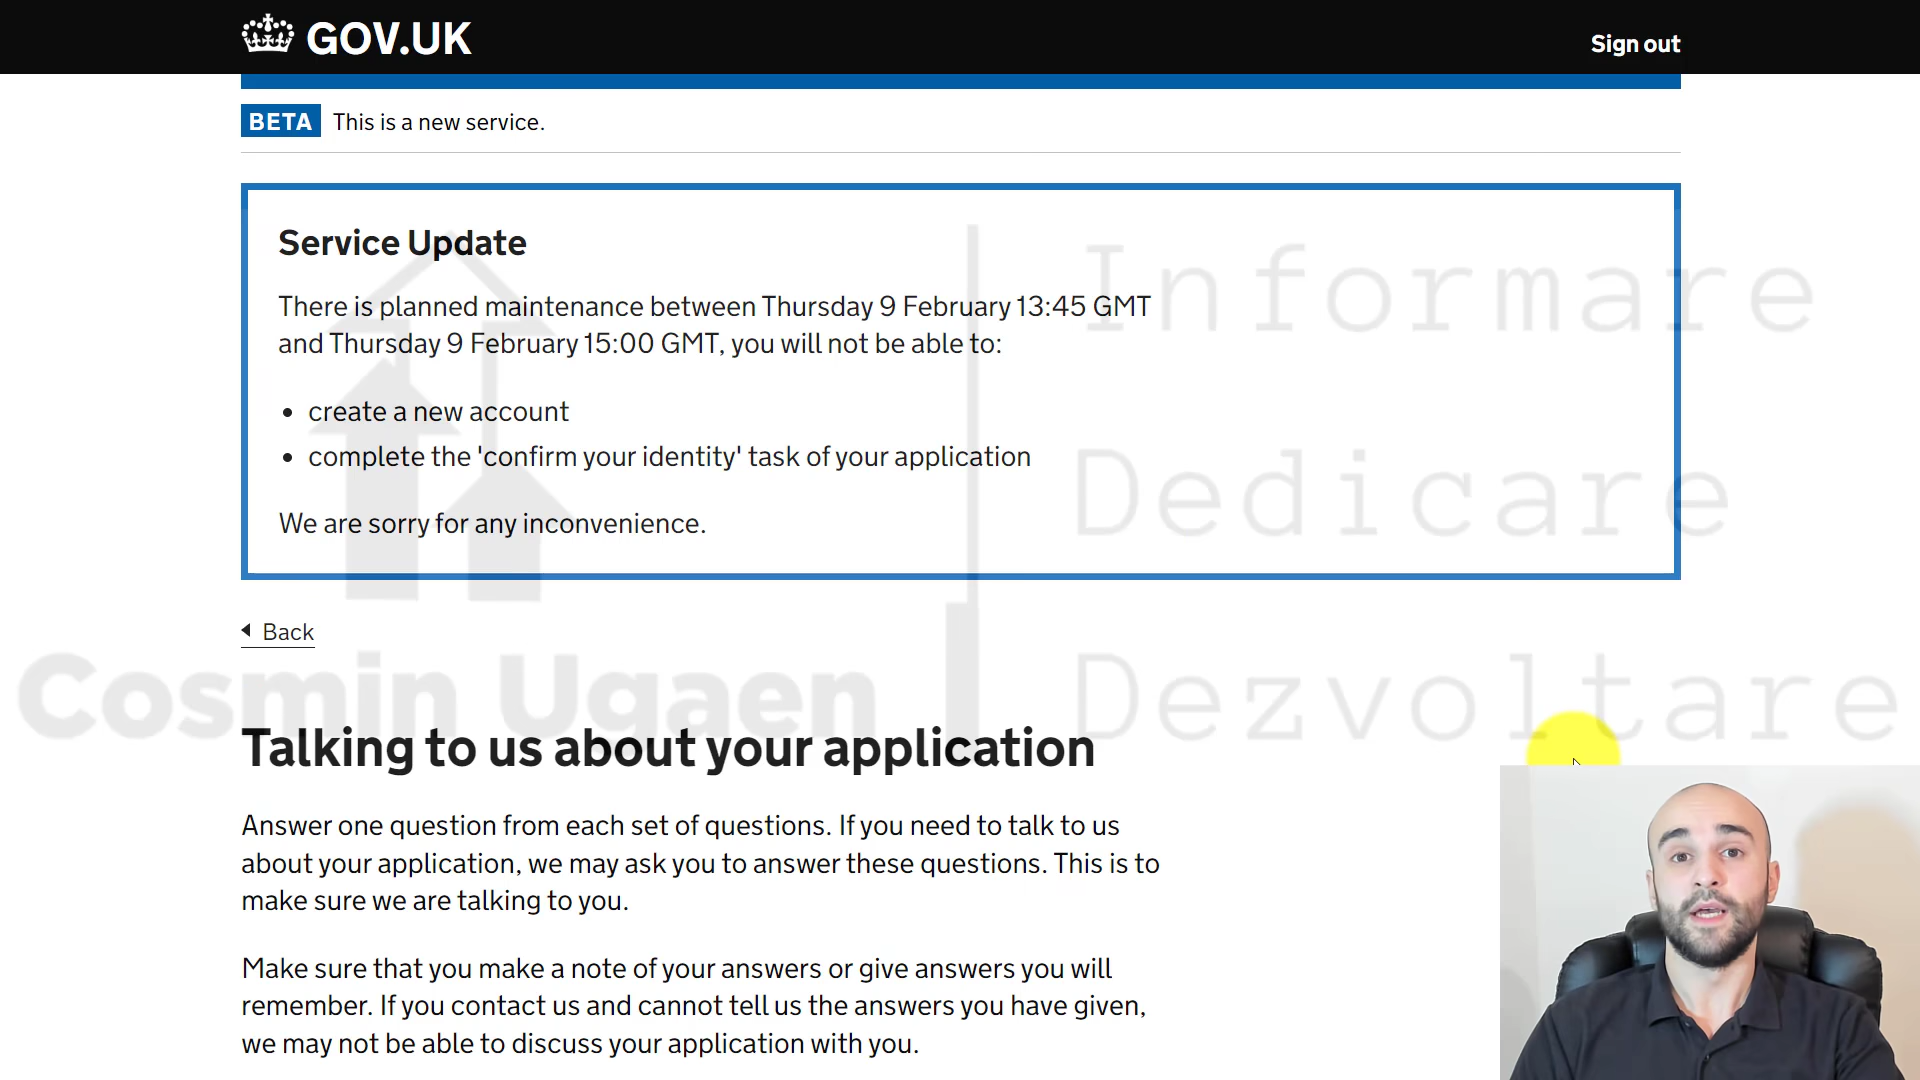 GOV.UK
Sign out
BETA This is a new service.
Service Update
There is planned maintenance between Thursday 9 February 13:45 GMT
and Thursday 9 February 15:00 GMT, you will not be able to:
• create a new account
• complete the 'confirm your identity' task of your application
We are sorry for any inconvenience.
Back
Talking to us about your application
Answer one question from each set of questions. If you need to talk to us
about your application, we may ask you to answer these questions. This is to
make sure we are talking to you.
Make sure that you make a note of your answers or give answers you will
remember. If you contact us and cannot tell us the answers you have given,
we may not be able to discuss your application with you.
Cosmin Ugaen
Informare
Dedicare
Dezvoltare